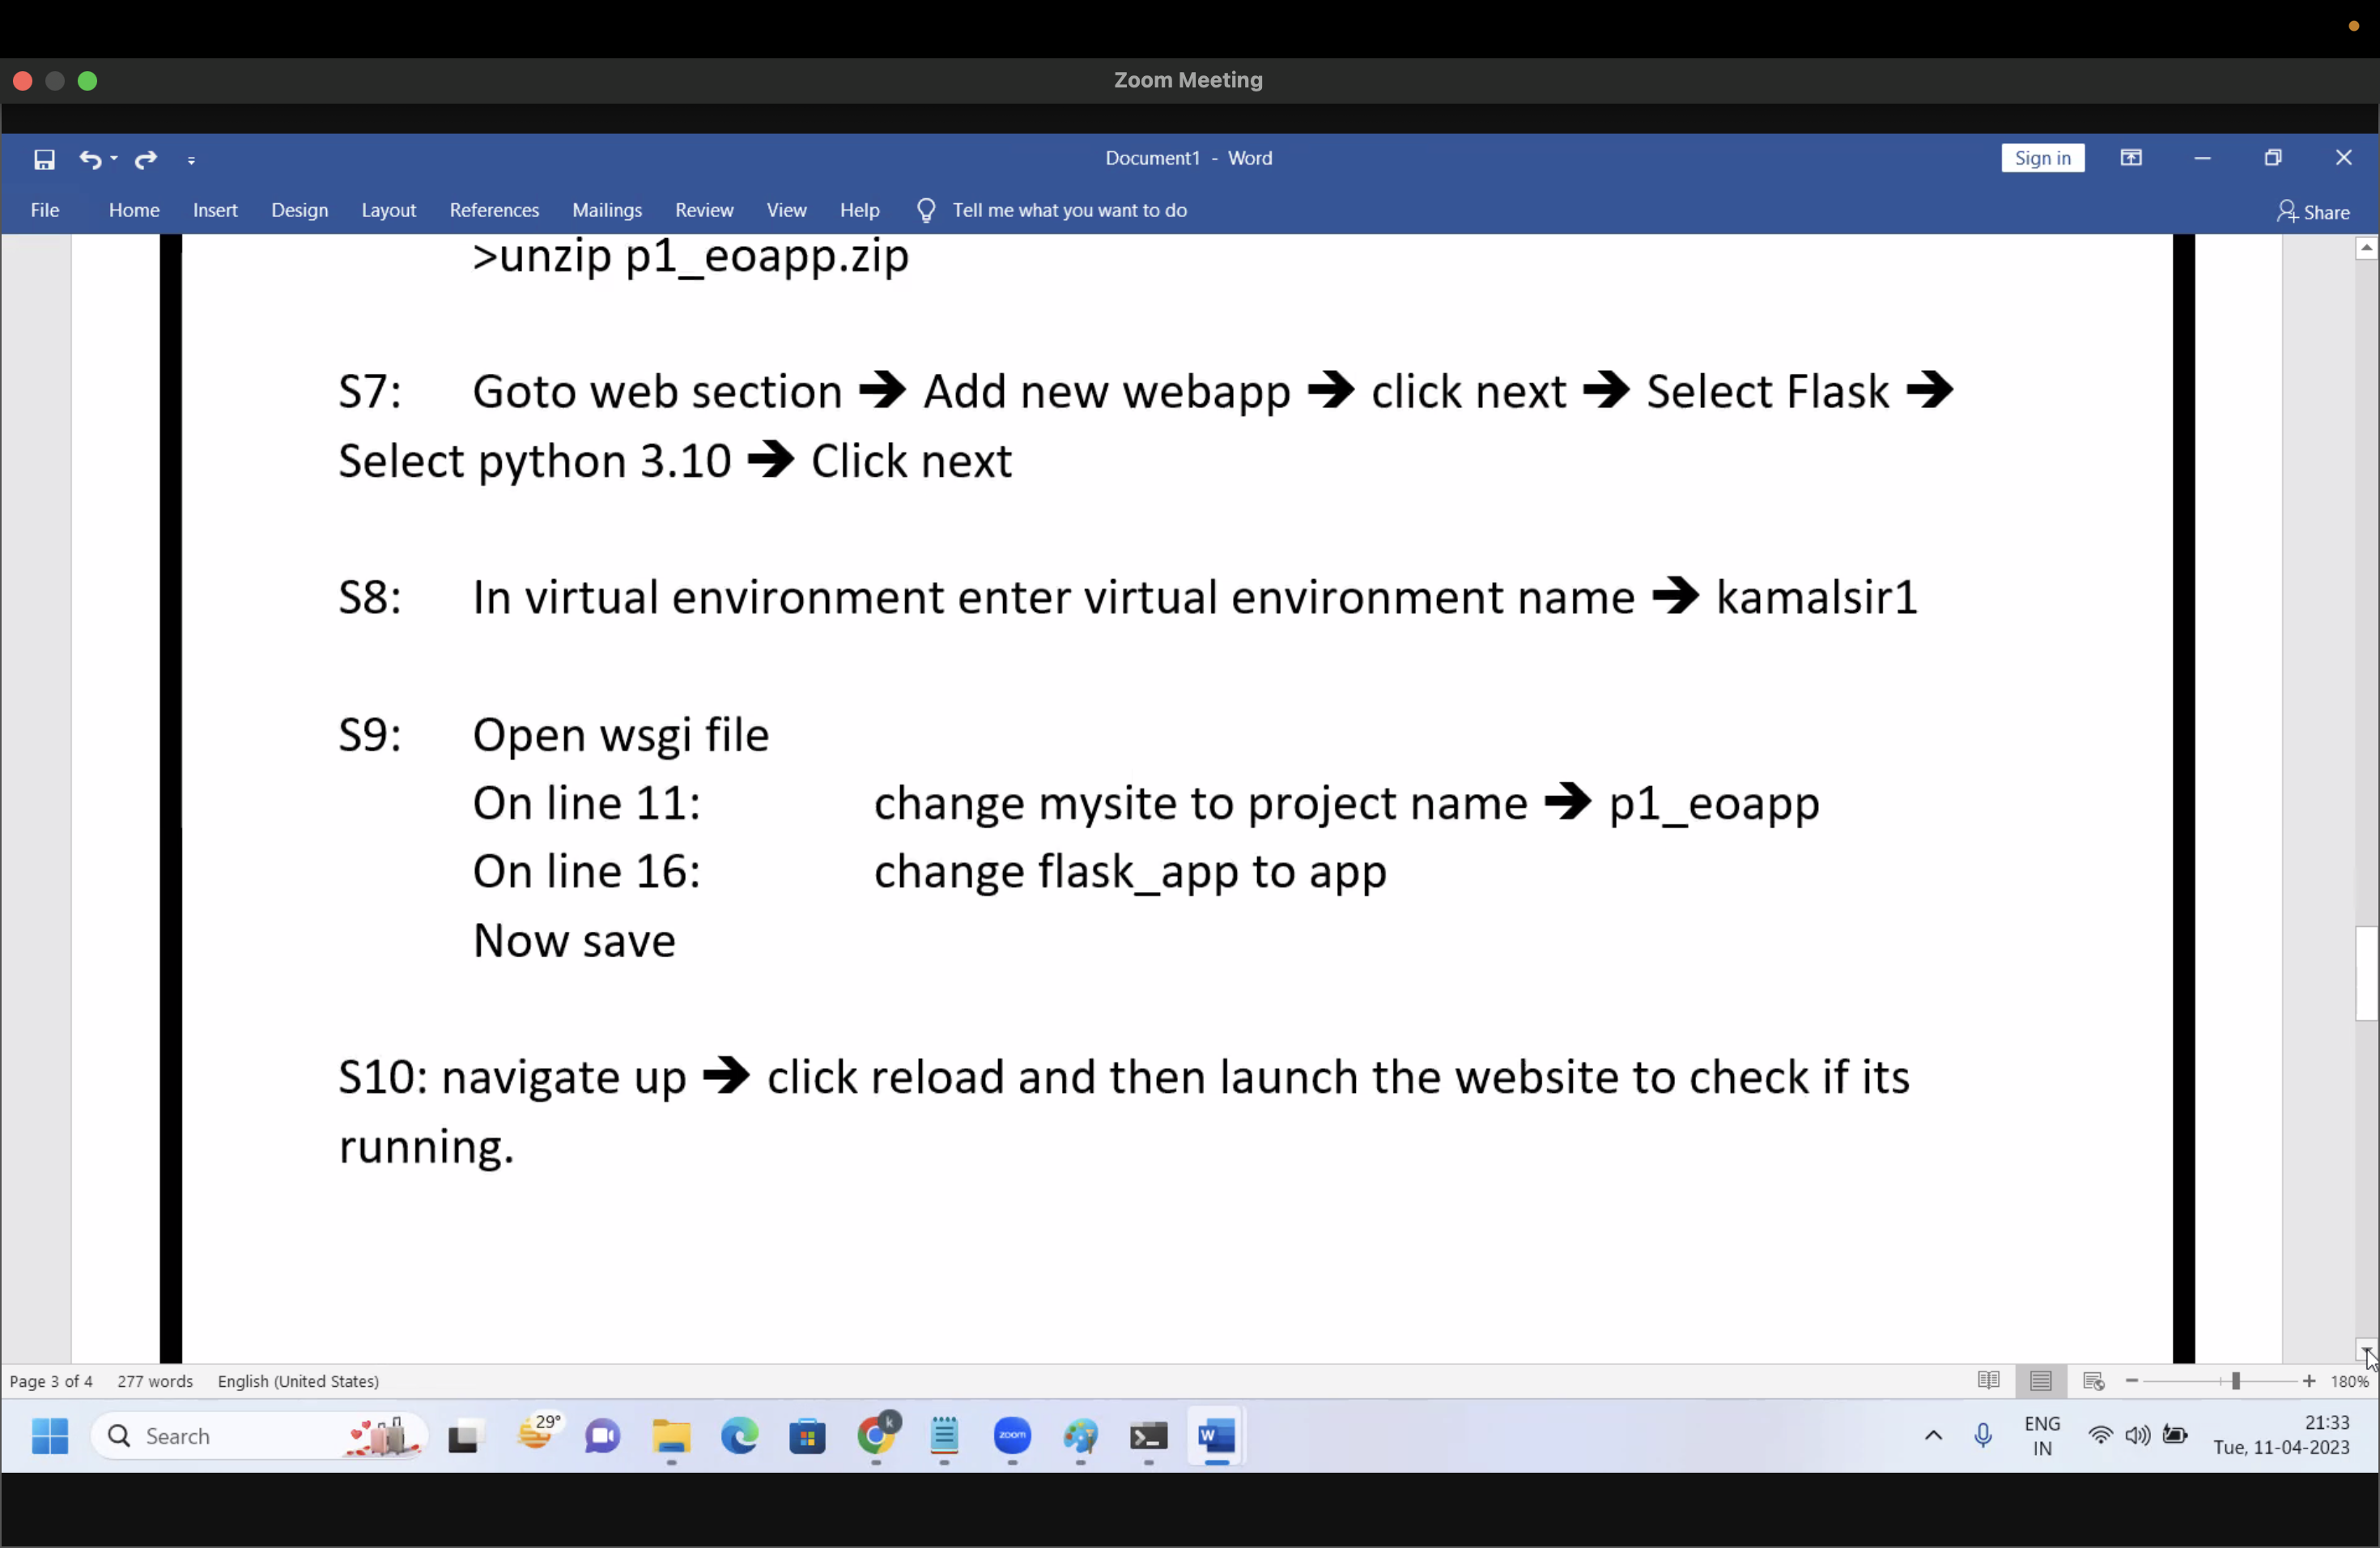 Zoom Meeting
Document1 - Word
Sign in
File Home Insert Design Layout References Mailings Review View Help Tell me what you want to do Share
>unzip p1_eoapp.zip
S7: Goto web section ➔ Add new webapp ➔ click next ➔ Select Flask ➔
Select python 3.10 ➔ Click next
S8: In virtual environment enter virtual environment name ➔ kamalsir1
S9: Open wsgi file
On line 11: change mysite to project name ➔ p1_eoapp
On line 16: change flask_app to app
Now save
S10: navigate up ➔ click reload and then launch the website to check if its
running.
Page 3 of 4 277 words English (United States) 180%
Search 29° k zoom W ENG 21:33
IN Tue, 11-04-2023